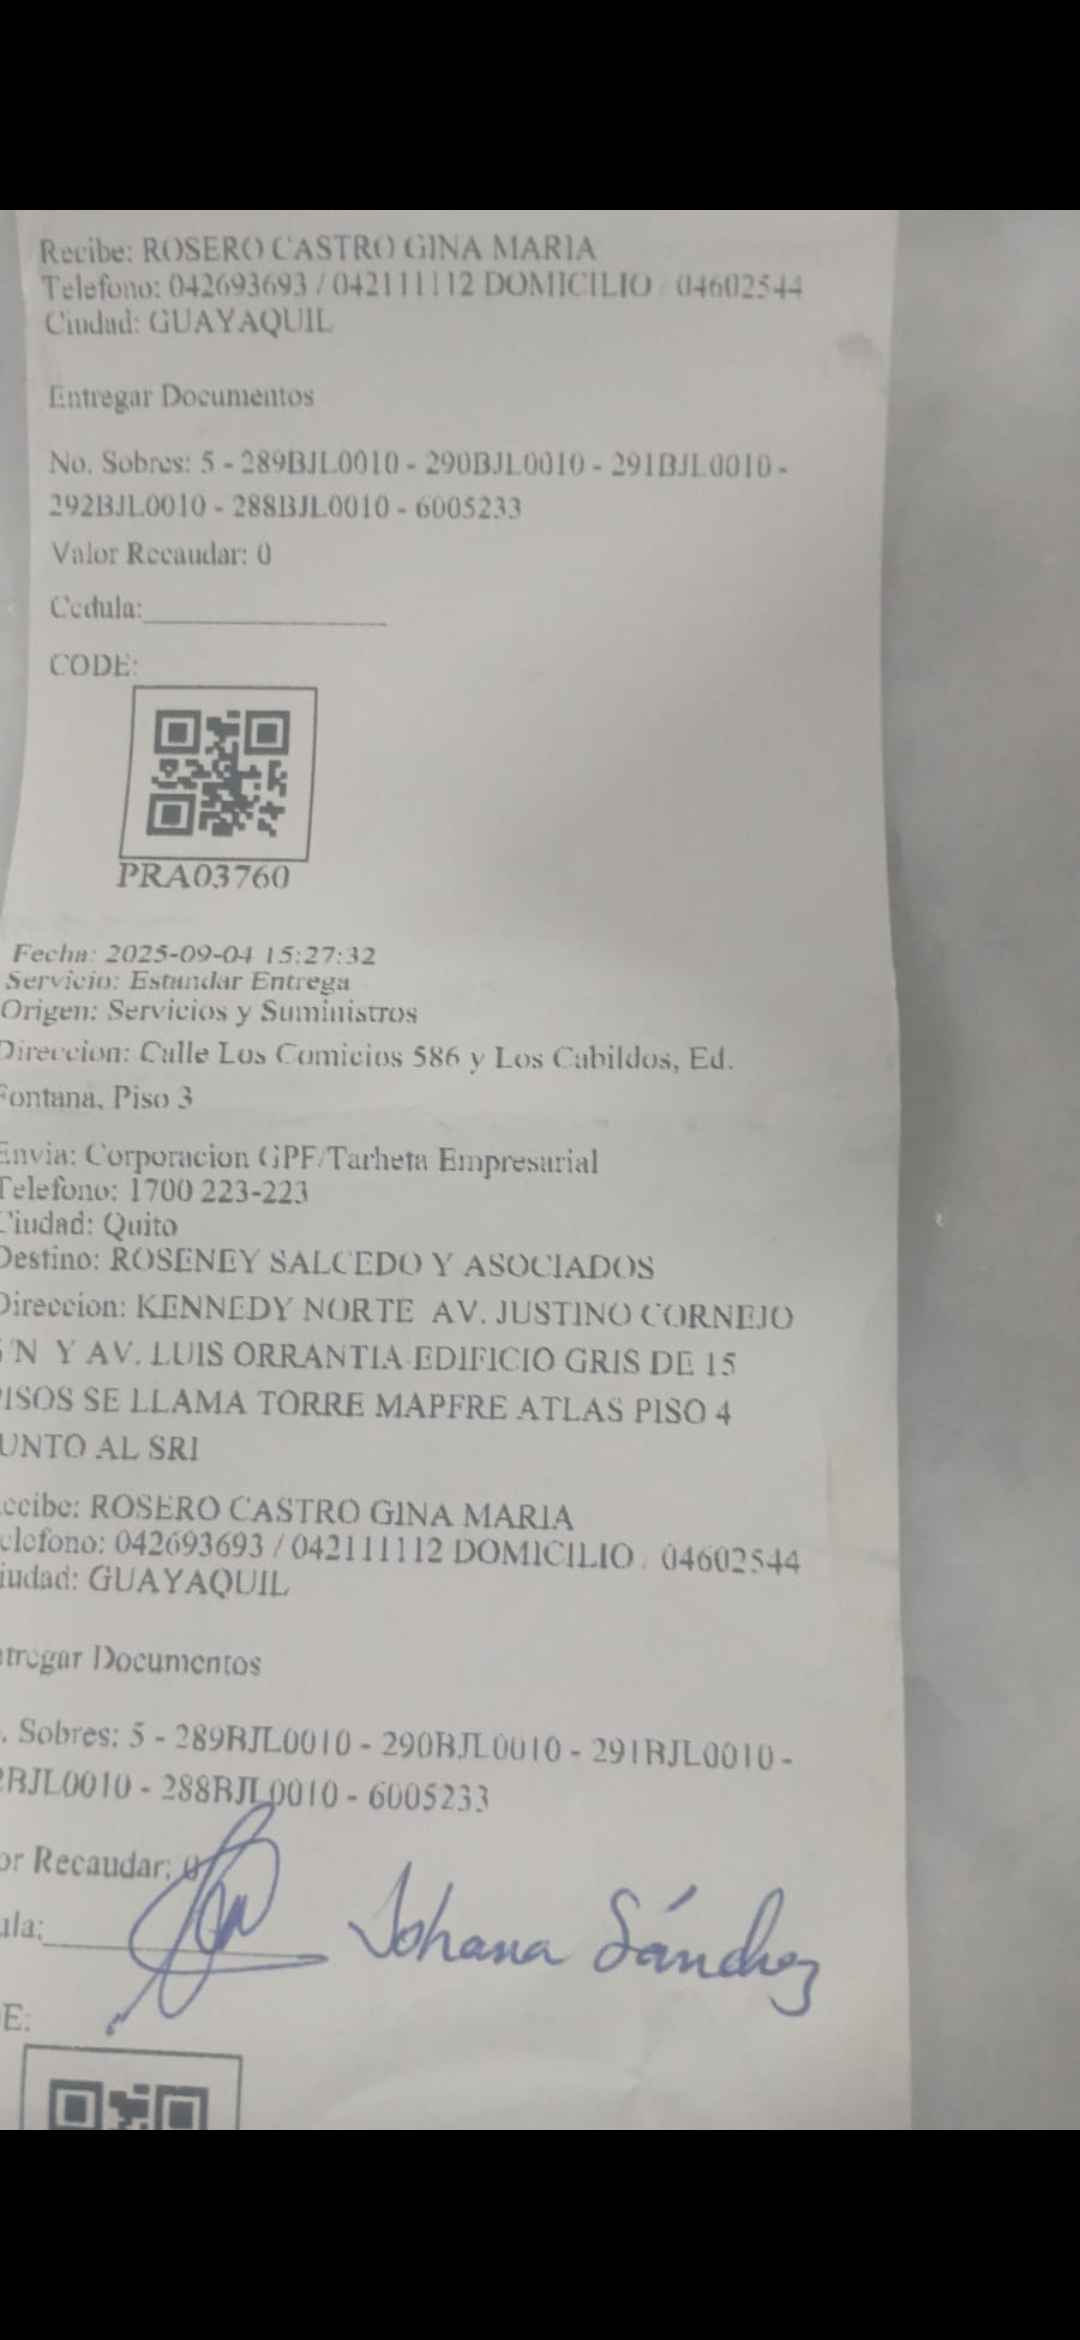 Recibe: ROSERO CASTRO GINA MARIA
Telefono: 042693693 / 042111112 DOMICILIO / 04602544
Ciudad: GUAYAQUIL
Entregar Documentos
No. Sobres: 5 - 289BJL0010 - 290BJL0010 - 291BJL0010 -
292BJL0010 - 288BJL0010 - 6005233
Valor Recaudar: 0
Cedula:
CODE:
PRA03760
Fecha: 2025-09-04 15:27:32
Servicio: Estandar Entrega
Origen: Servicios y Suministros
Direccion: Calle Los Comicios 586 y Los Cabildos, Ed.
Fontana, Piso 3
Envia: Corporacion GPF/Tarheta Empresarial
Telefono: 1700 223-223
Ciudad: Quito
Destino: ROSENEY SALCEDO Y ASOCIADOS
Direccion: KENNEDY NORTE AV. JUSTINO CORNEJO
S/N Y AV. LUIS ORRANTIA EDIFICIO GRIS DE 15
PISOS SE LLAMA TORRE MAPFRE ATLAS PISO 4
UNTO AL SRI
ecibe: ROSERO CASTRO GINA MARIA
elefono: 042693693 / 042111112 DOMICILIO / 04602544
iudad: GUAYAQUIL
tregar Documentos
. Sobres: 5 - 289BJL0010 - 290BJL0010 - 291BJL0010 -
2BJL0010 - 288BJL0010 - 6005233
or Recaudar: 0
ula:
Johana Sánchez
E: